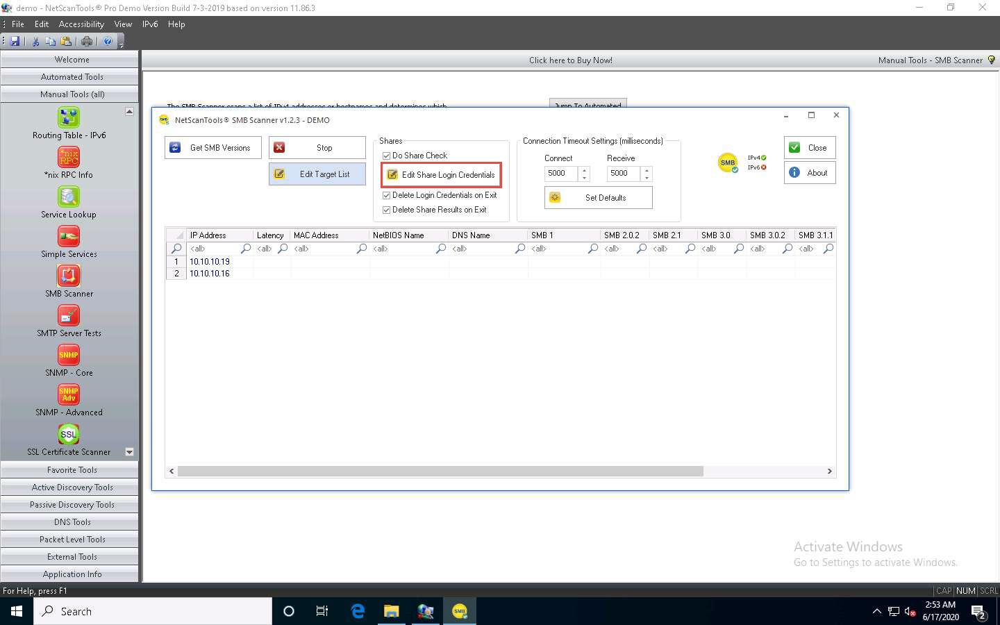 demo - NetScanTools® Pro Demo Version Build 7-3-2019 based on version 11.86.3
File Edit Accessibility View IPv6 Help
Welcome
Automated Tools
Manual Tools (all)
Routing Table - IPv6
*nix RPC
*nix RPC Info
Service Lookup
Simple Services
SMB Scanner
SMTP Server Tests
SNMP
SNMP - Core
SNMP Adv
SNMP - Advanced
SSL
SSL Certificate Scanner
Favorite Tools
Active Discovery Tools
Passive Discovery Tools
DNS Tools
Packet Level Tools
External Tools
Application Info
Click here to Buy Now!
Manual Tools - SMB Scanner
The SMB Scanner scans a list of IPv4 addresses or hostnames and determines which
Jump To Automated
SMB NetScanTools® SMB Scanner v1.2.3 - DEMO
Get SMB Versions
Stop
Edit Target List
Shares
Do Share Check
Edit Share Login Credentials
Delete Login Credentials on Exit
Delete Share Results on Exit
Connection Timeout Settings (milliseconds)
Connect Receive
5000 5000
Set Defaults
SMB
IPv4
IPv6
Close
About
IP Address Latency MAC Address NetBIOS Name DNS Name SMB 1 SMB 2.0.2 SMB 2.1 SMB 3.0 SMB 3.0.2 SMB 3.1.1
<all> <all> <all> <all> <all> <all> <all> <all> <all> <all> <all>
1 10.10.10.19
2 10.10.10.16
Activate Windows
Go to Settings to activate Windows.
For Help, press F1
CAP NUM SCRL
Search
SMB
2:53 AM
6/17/2020
2